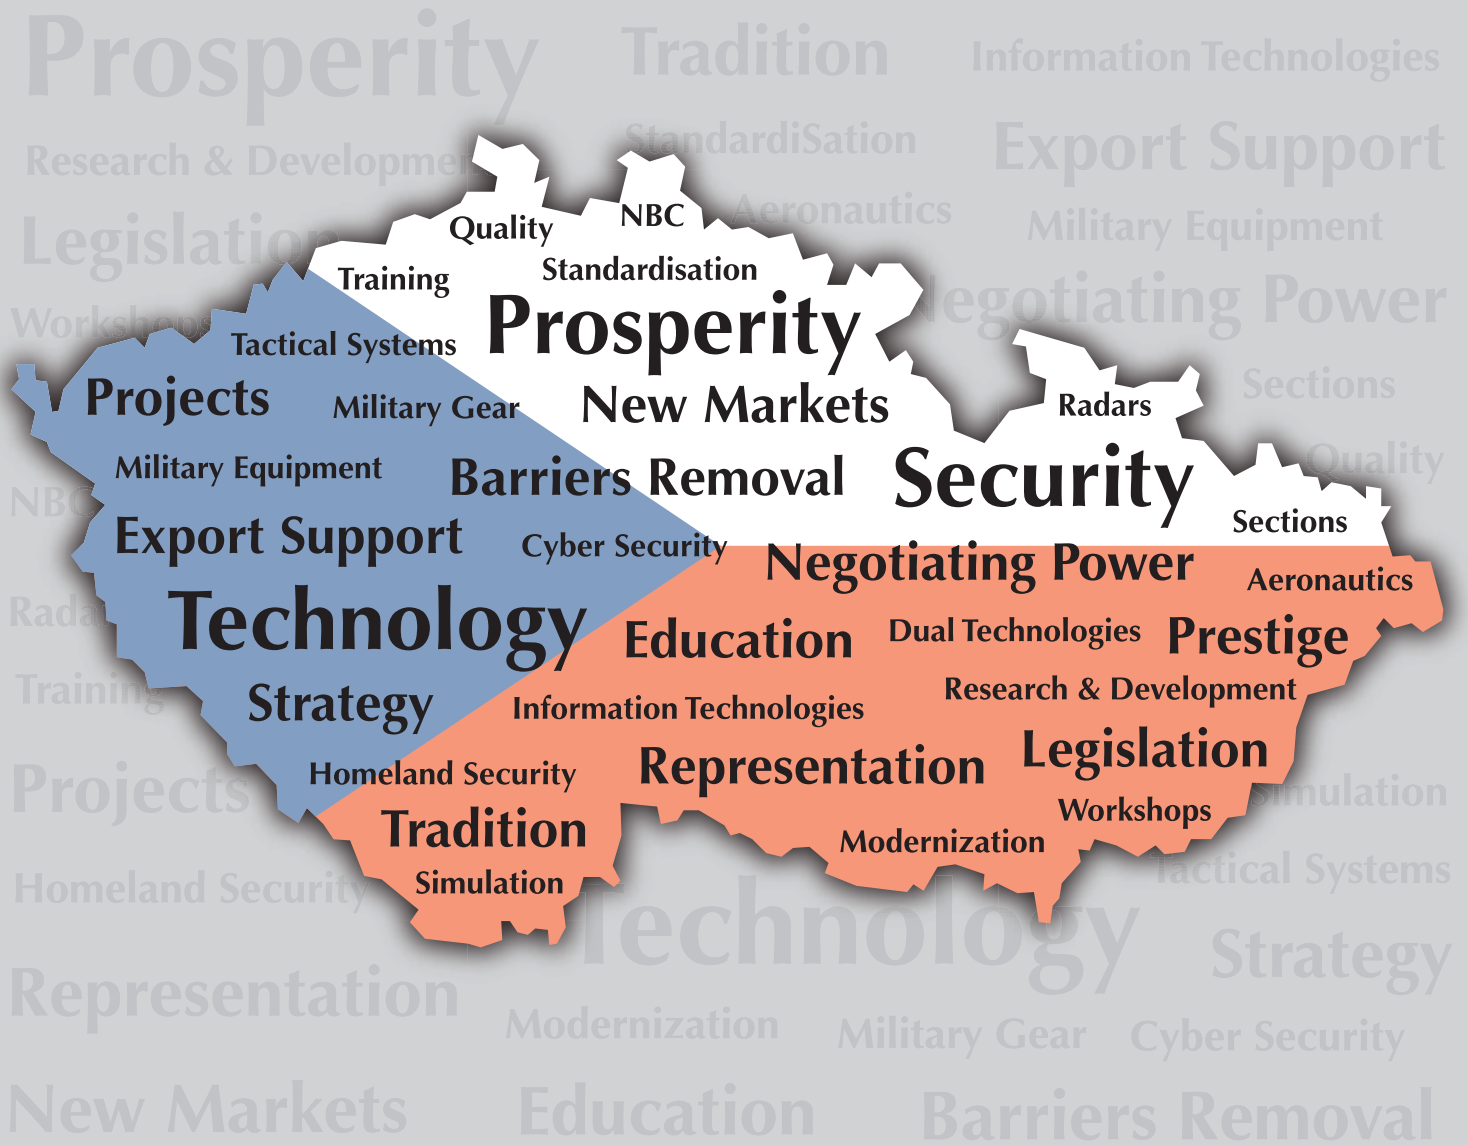 Prosperity
Tradition
Information Technologies
Research & Developmen
StandardiSation
Export Support
Legislation
Aeronautics
Military Equipment
Quality
NBC
Training
Standardisation
Negotiating Power
Workshops
Prosperity
Tactical Systems
Projects
Military Gear
New Markets
Radars
Sections
Military Equipment
Barriers Removal
Security
Quality
NBC
Sections
Export Support
Cyber Security
Negotiating Power
Aeronautics
Radar
Technology
Education
Dual Technologies
Prestige
Training
Strategy
Information Technologies
Research & Development
Legislation
Projects
Homeland Security
Representation
Simulation
Workshops
Tradition
Modernization
Tactical Systems
Homeland Security
Simulation
Technology
Strategy
Representation
Modernization
Military Gear
Cyber Security
New Markets
Education
Barriers Removal